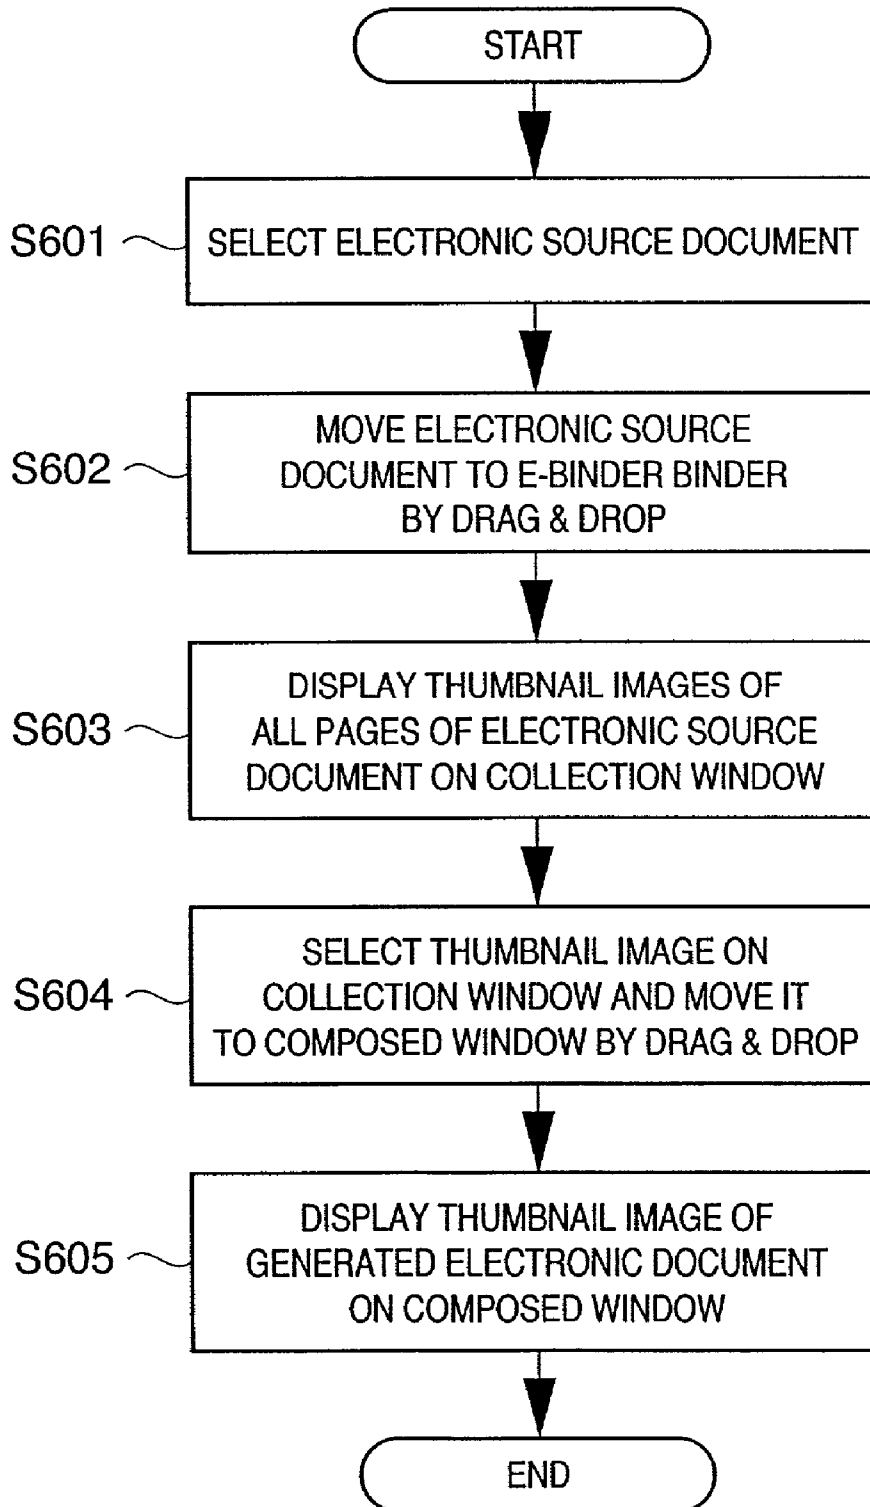 START
S601
SELECT ELECTRONIC SOURCE DOCUMENT
S602
MOVE ELECTRONIC SOURCE
DOCUMENT TO E-BINDER BINDER
BY DRAG & DROP
S603
DISPLAY THUMBNAIL IMAGES OF
ALL PAGES OF ELECTRONIC SOURCE
DOCUMENT ON COLLECTION WINDOW
S604
SELECT THUMBNAIL IMAGE ON
COLLECTION WINDOW AND MOVE IT
TO COMPOSED WINDOW BY DRAG & DROP
S605
DISPLAY THUMBNAIL IMAGE OF
GENERATED ELECTRONIC DOCUMENT
ON COMPOSED WINDOW
END